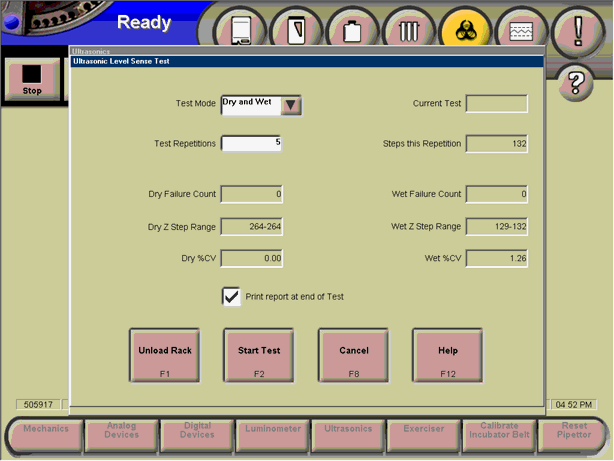 Ready
Ultrasonics
Ultrasonic Level Sense Test
Stop
Test Mode Dry and Wet Current Test
Test Repetitions 5 Steps this Repetition 132
Dry Failure Count 0 Wet Failure Count 0
Dry Z Step Range 264-264 Wet Z Step Range 129-132
Dry %CV 0.00 Wet %CV 1.26
Print report at end of Test
Unload Rack Start Test Cancel Help
F1 F2 F8 F12
505917 04:52 PM
Mechanics Analog Devices Digital Devices Luminometer Ultrasonics Exerciser Calibrate Incubator Belt Reset Pipettor